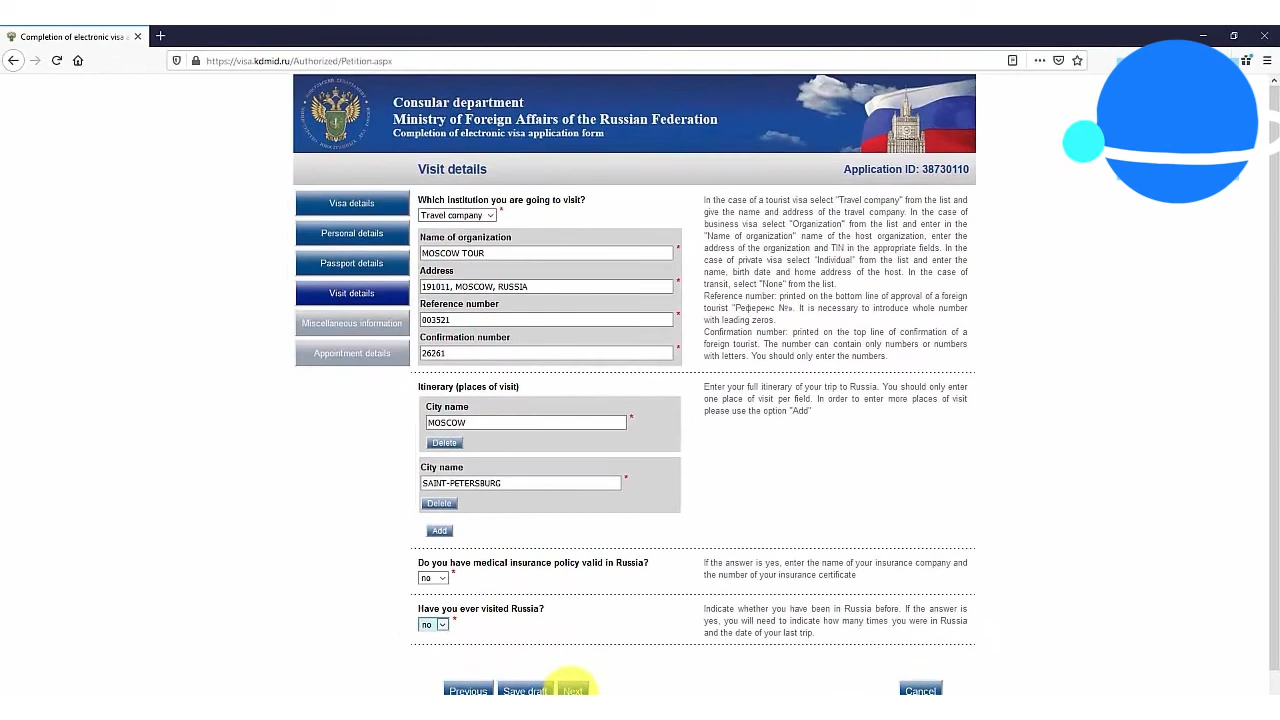 Completion of electronic visa a
https://visa.kdmid.ru/Authorized/Petition.aspx
Consular department
Ministry of Foreign Affairs of the Russian Federation
Completion of electronic visa application form
Visit details
Application ID: 38730110
Visa details
Personal details
Passport details
Visit details
Miscellaneous information
Appointment details
Which institution you are going to visit?
Travel company *
Name of organization
MOSCOW TOUR *
Address
191011, MOSCOW, RUSSIA *
Reference number
003521 *
Confirmation number
26261 *
In the case of a tourist visa select "Travel company" from the list and
give the name and address of the travel company. In the case of
business visa select "Organization" from the list and enter in the
"Name of organization" name of the host organization, enter the
address of the organization and TIN in the appropriate fields. In the
case of private visa select "Individual" from the list and enter the
name, birth date and home address of the host. In the case of
transit, select "None" from the list.
Reference number: printed on the bottom line of approval of a foreign
tourist "Референс №». It is necessary to introduce whole number
with leading zeros.
Confirmation number: printed on the top line of confirmation of a
foreign tourist. The number can contain only numbers or numbers
with letters. You should only enter the numbers.
Itinerary (places of visit)
City name
MOSCOW *
Delete
City name
SAINT-PETERSBURG *
Delete
Add
Enter your full itinerary of your trip to Russia. You should only enter
one place of visit per field. In order to enter more places of visit
please use the option "Add"
Do you have medical insurance policy valid in Russia?
no *
If the answer is yes, enter the name of your insurance company and
the number of your insurance certificate
Have you ever visited Russia?
no *
Indicate whether you have been in Russia before. If the answer is
yes, you will need to indicate how many times you were in Russia
and the date of your last trip.
Previous
Save draft
Next
Cancel